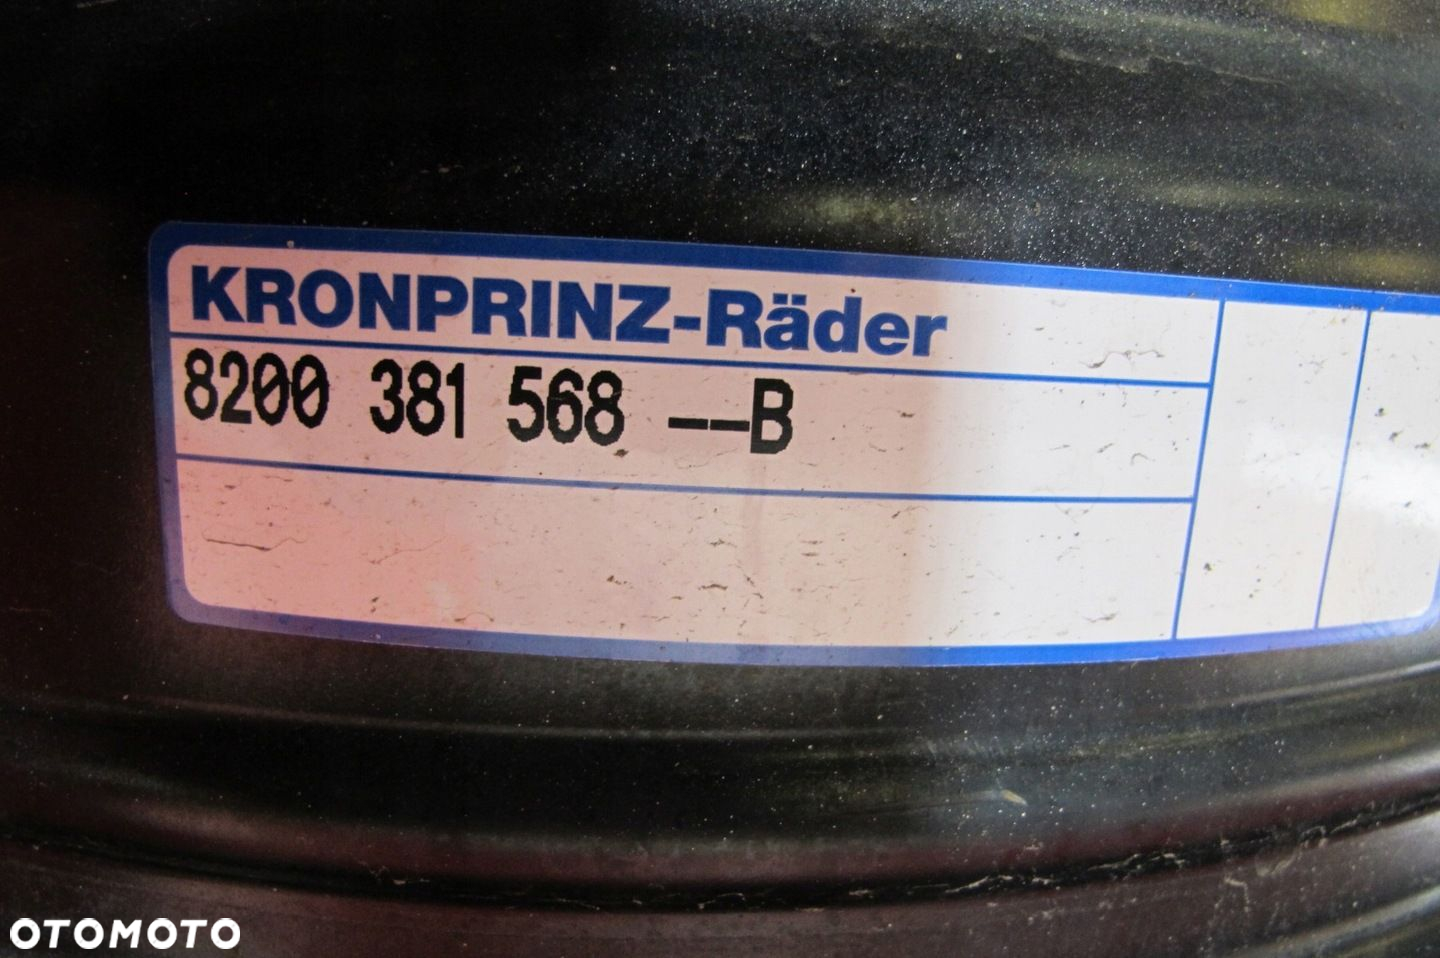 KRONPRINZ-Räder
8200 381 568 --B
OTOMOTO